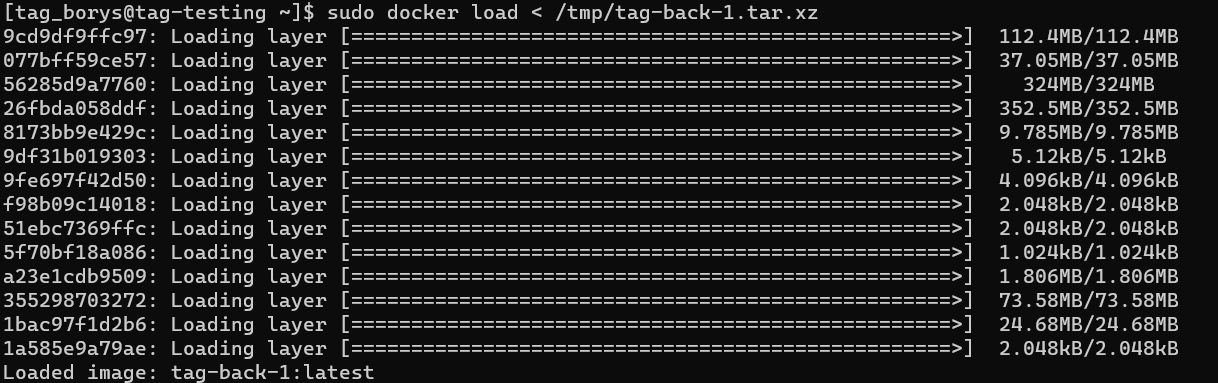 [tag_borys@tag-testing ~]$ sudo docker load < /tmp/tag-back-1.tar.xz
9cd9df9ffc97: Loading layer [==================================================>]  112.4MB/112.4MB
077bff59ce57: Loading layer [==================================================>]  37.05MB/37.05MB
56285d9a7760: Loading layer [==================================================>]    324MB/324MB
26fbda058ddf: Loading layer [==================================================>]  352.5MB/352.5MB
8173bb9e429c: Loading layer [==================================================>]  9.785MB/9.785MB
9df31b019303: Loading layer [==================================================>]   5.12kB/5.12kB
9fe697f42d50: Loading layer [==================================================>]  4.096kB/4.096kB
f98b09c14018: Loading layer [==================================================>]  2.048kB/2.048kB
51ebc7369ffc: Loading layer [==================================================>]  2.048kB/2.048kB
5f70bf18a086: Loading layer [==================================================>]  1.024kB/1.024kB
a23e1cdb9509: Loading layer [==================================================>]  1.806MB/1.806MB
355298703272: Loading layer [==================================================>]  73.58MB/73.58MB
1bac97f1d2b6: Loading layer [==================================================>]  24.68MB/24.68MB
1a585e9a79ae: Loading layer [==================================================>]  2.048kB/2.048kB
Loaded image: tag-back-1:latest